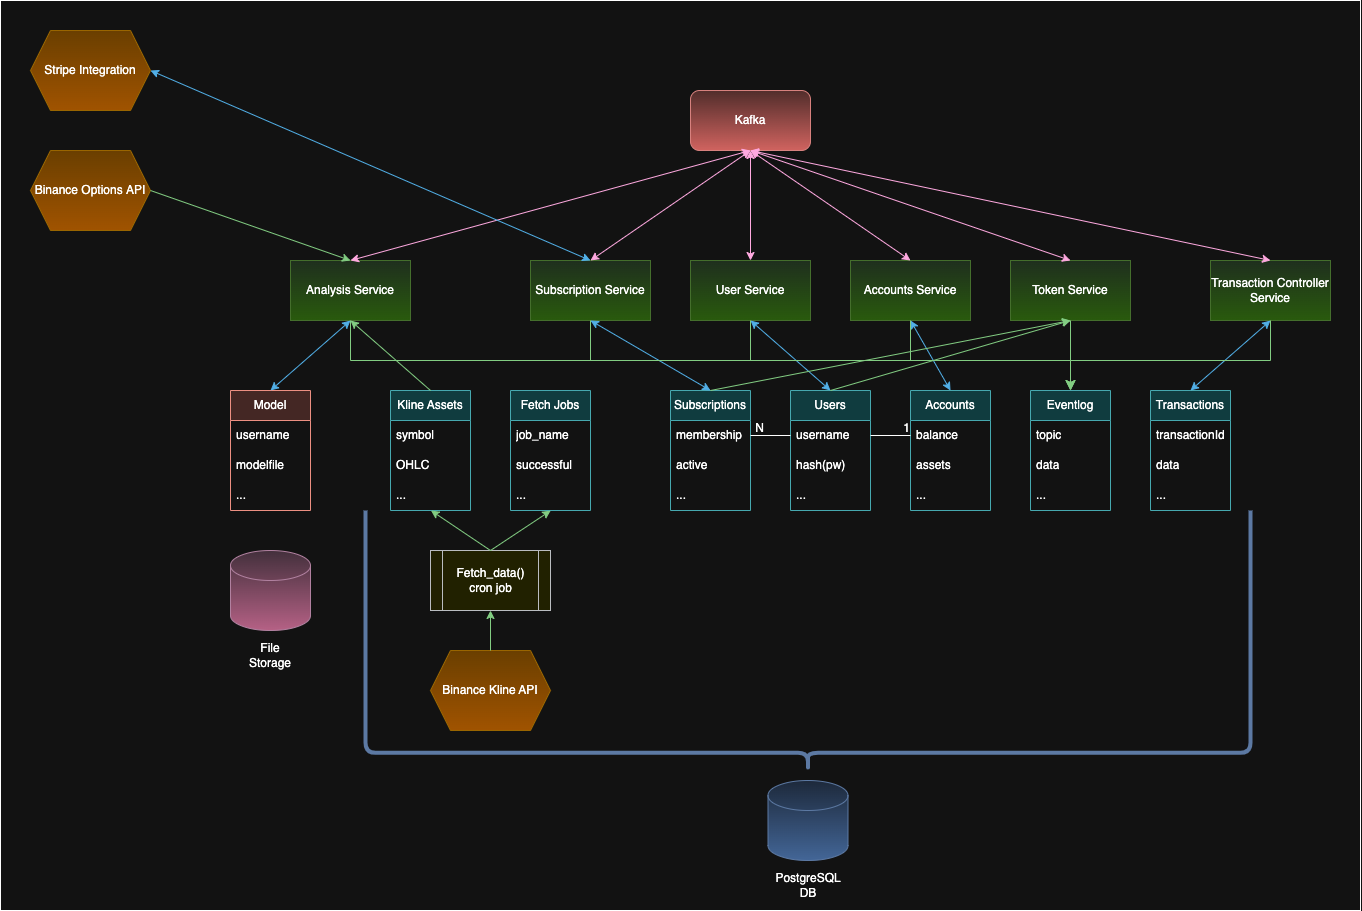 Stripe Integration
Kafka
Binance Options API
Analysis Service
Subscription Service
User Service
Accounts Service
Token Service
Transaction Controller
Service
Model
username
modelfile
...
Kline Assets
symbol
OHLC
...
Fetch Jobs
job_name
successful
...
Subscriptions
membership
active
...
N
Users
username
hash(pw)
...
1
Accounts
balance
assets
...
Eventlog
topic
data
...
Transactions
transactionId
data
...
Fetch_data()
cron job
File
Storage
Binance Kline API
PostgreSQL
DB